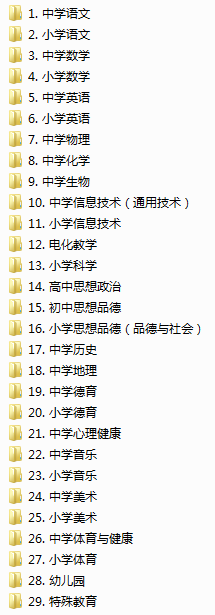 1. 中学语文
2. 小学语文
3. 中学数学
4. 小学数学
5. 中学英语
6. 小学英语
7. 中学物理
8. 中学化学
9. 中学生物
10. 中学信息技术（通用技术）
11. 小学信息技术
12. 电化教学
13. 小学科学
14. 高中思想政治
15. 初中思想品德
16. 小学思想品德（品德与社会）
17. 中学历史
18. 中学地理
19. 中学德育
20. 小学德育
21. 中学心理健康
22. 中学音乐
23. 小学音乐
24. 中学美术
25. 小学美术
26. 中学体育与健康
27. 小学体育
28. 幼儿园
29. 特殊教育